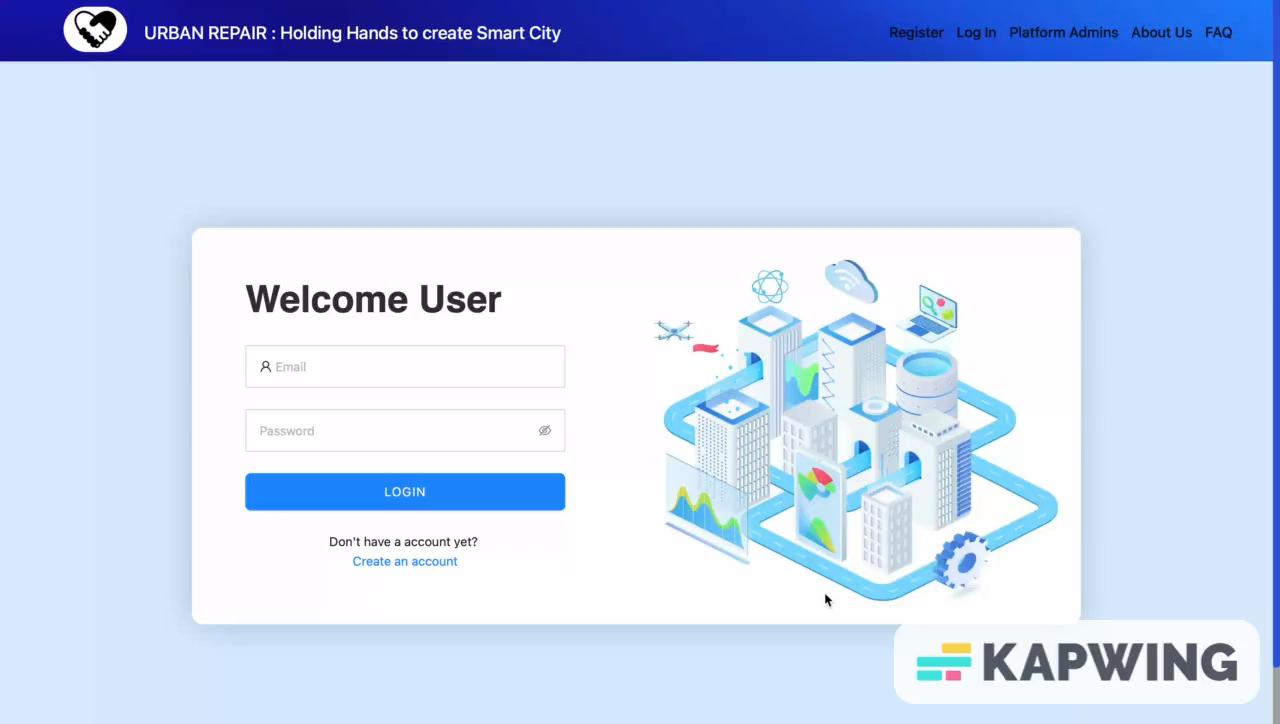 URBAN REPAIR : Holding Hands to create Smart City
Register Log In Platform Admins About Us FAQ
Welcome User
Email
Password
LOGIN
Don't have a account yet?
Create an account
KAPWING